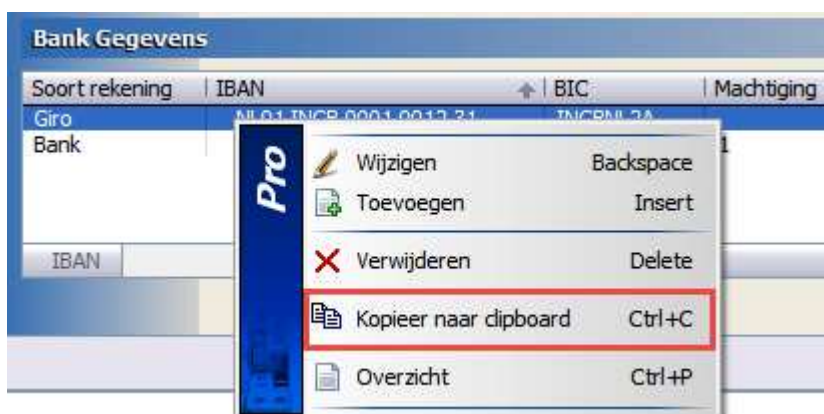 Bank Gegevens
Soort rekening IBAN BIC Machtiging
Giro
Bank 1
Pro
Wijzigen Backspace
Toevoegen Insert
Verwijderen Delete
IBAN
Kopieer naar clipboard Ctrl+C
Overzicht Ctrl+P